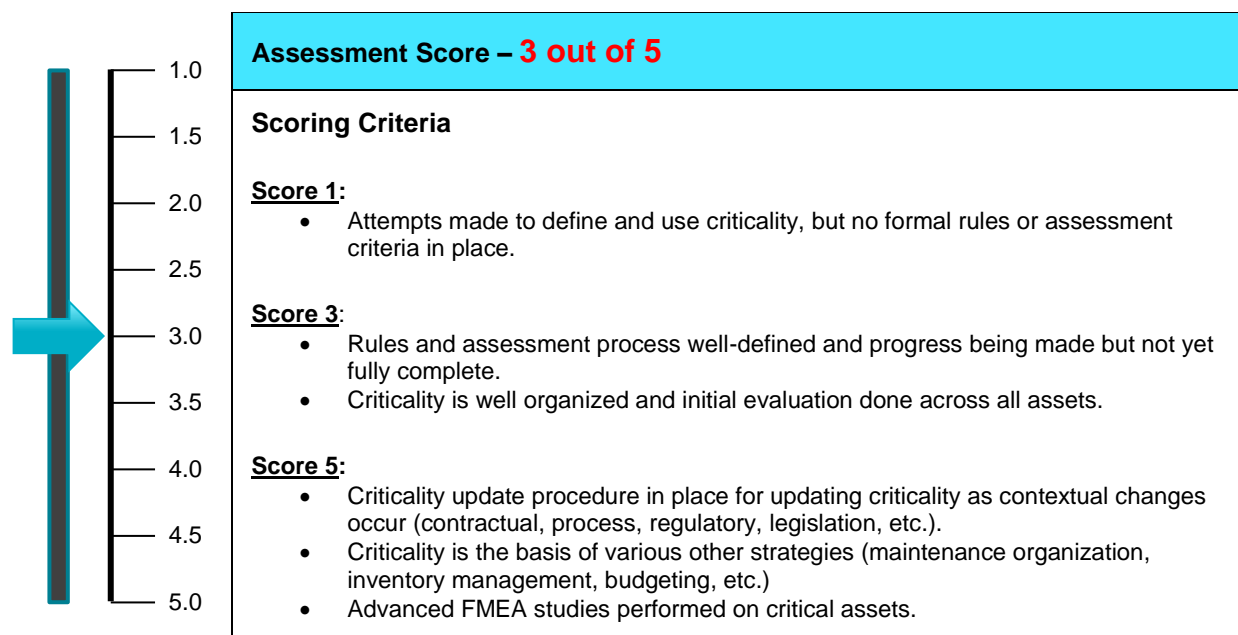 Assessment Score – 3 out of 5
1.0
1.5
2.0
2.5
3.0
3.5
4.0
4.5
5.0
Scoring Criteria
Score 1:
• Attempts made to define and use criticality, but no formal rules or assessment
criteria in place.
Score 3:
• Rules and assessment process well-defined and progress being made but not yet
fully complete.
• Criticality is well organized and initial evaluation done across all assets.
Score 5:
• Criticality update procedure in place for updating criticality as contextual changes
occur (contractual, process, regulatory, legislation, etc.).
• Criticality is the basis of various other strategies (maintenance organization,
inventory management, budgeting, etc.)
• Advanced FMEA studies performed on critical assets.